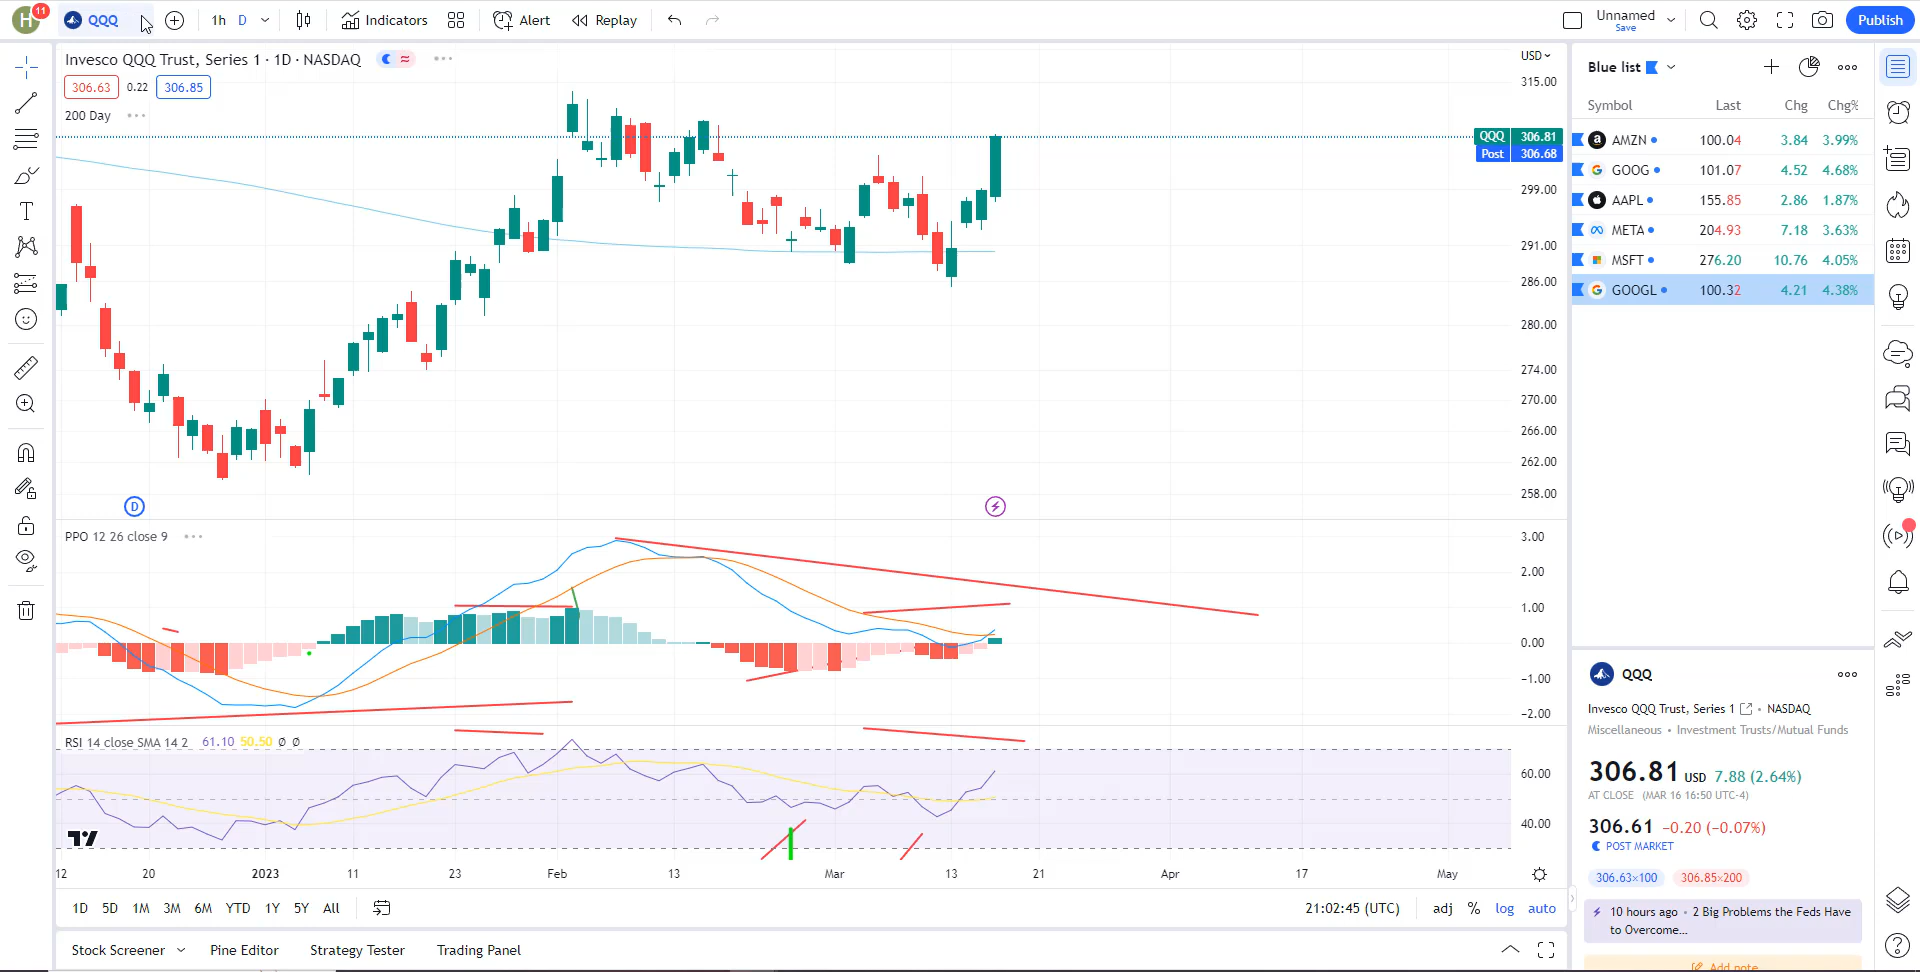 H 11 QQQ 1h D Indicators Alert Replay Unnamed Save Publish
Invesco QQQ Trust, Series 1 · 1D · NASDAQ
306.63 0.22 306.85
200 Day
USD
315.00
QQQ 306.81
Post 306.68
299.00
291.00
286.00
280.00
274.00
270.00
266.00
262.00
258.00
D
PPO 12 26 close 9
3.00
2.00
1.00
0.00
−1.00
−2.00
RSI 14 close SMA 14 2 61.10 50.50 Ø Ø
60.00
40.00
12 20 2023 11 23 Feb 13 Mar 13 21 Apr 17 May
1D 5D 1M 3M 6M YTD 1Y 5Y All 21:02:45 (UTC) adj % log auto
Stock Screener Pine Editor Strategy Tester Trading Panel
Blue list
Symbol Last Chg Chg%
AMZN 100.04 3.84 3.99%
GOOG 101.07 4.52 4.68%
AAPL 155.85 2.86 1.87%
META 204.93 7.18 3.63%
MSFT 276.20 10.76 4.05%
GOOGL 100.32 4.21 4.38%
QQQ
Invesco QQQ Trust, Series 1 • NASDAQ
Miscellaneous • Investment Trusts/Mutual Funds
306.81 USD 7.88 (2.64%)
AT CLOSE (MAR 16 16:50 UTC-4)
306.61 −0.20 (−0.07%)
POST MARKET
306.63×100 306.85×200
10 hours ago • 2 Big Problems the Feds Have
to Overcome...
Add note